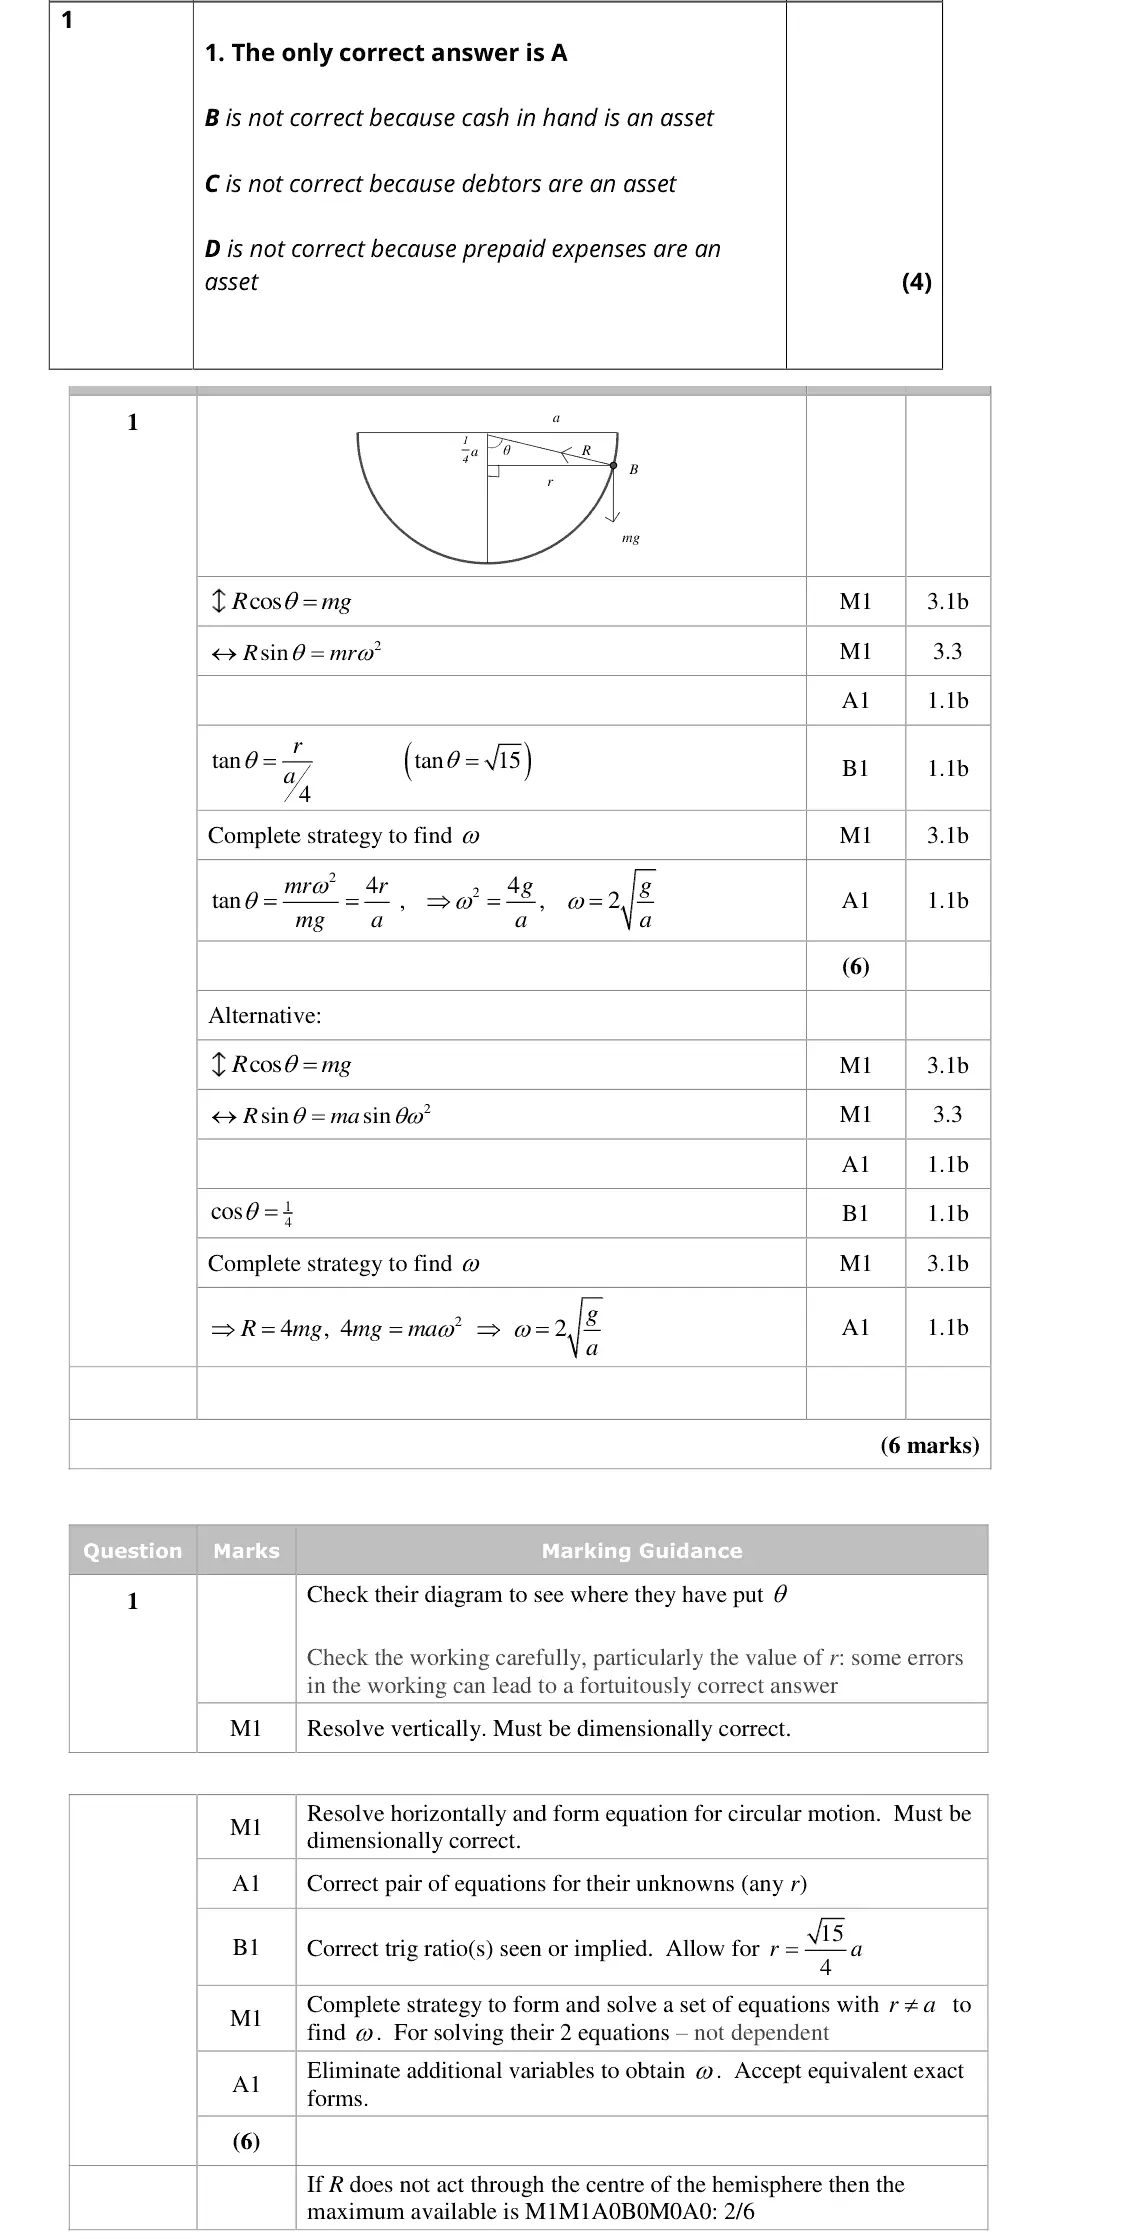 1
1. The only correct answer is A
B is not correct because cash in hand is an asset
C is not correct because debtors are an asset
D is not correct because prepaid expenses are an
asset
(4)
1
a
1/4 a
θ
R
B
r
mg
↕ R cos θ = mg M1 3.1b
↔ R sin θ = mrω² M1 3.3
A1 1.1b
tan θ = r/(a/4) (tan θ = √15) B1 1.1b
Complete strategy to find ω M1 3.1b
tan θ = mrω²/mg = 4r/a , ⇒ ω² = 4g/a, ω = 2√(g/a) A1 1.1b
(6)
Alternative:
↕ R cos θ = mg M1 3.1b
↔ R sin θ = ma sin θω² M1 3.3
A1 1.1b
cos θ = 1/4 B1 1.1b
Complete strategy to find ω M1 3.1b
⇒ R = 4mg, 4mg = maω² ⇒ ω = 2√(g/a) A1 1.1b
(6 marks)
Question Marks Marking Guidance
1
Check their diagram to see where they have put θ
Check the working carefully, particularly the value of r: some errors
in the working can lead to a fortuitously correct answer
M1 Resolve vertically. Must be dimensionally correct.
M1 Resolve horizontally and form equation for circular motion. Must be
dimensionally correct.
A1 Correct pair of equations for their unknowns (any r)
B1 Correct trig ratio(s) seen or implied. Allow for r = √15/4 a
M1 Complete strategy to form and solve a set of equations with r ≠ a to
find ω. For solving their 2 equations – not dependent
A1 Eliminate additional variables to obtain ω. Accept equivalent exact
forms.
(6)
If R does not act through the centre of the hemisphere then the
maximum available is M1M1A0B0M0A0: 2/6